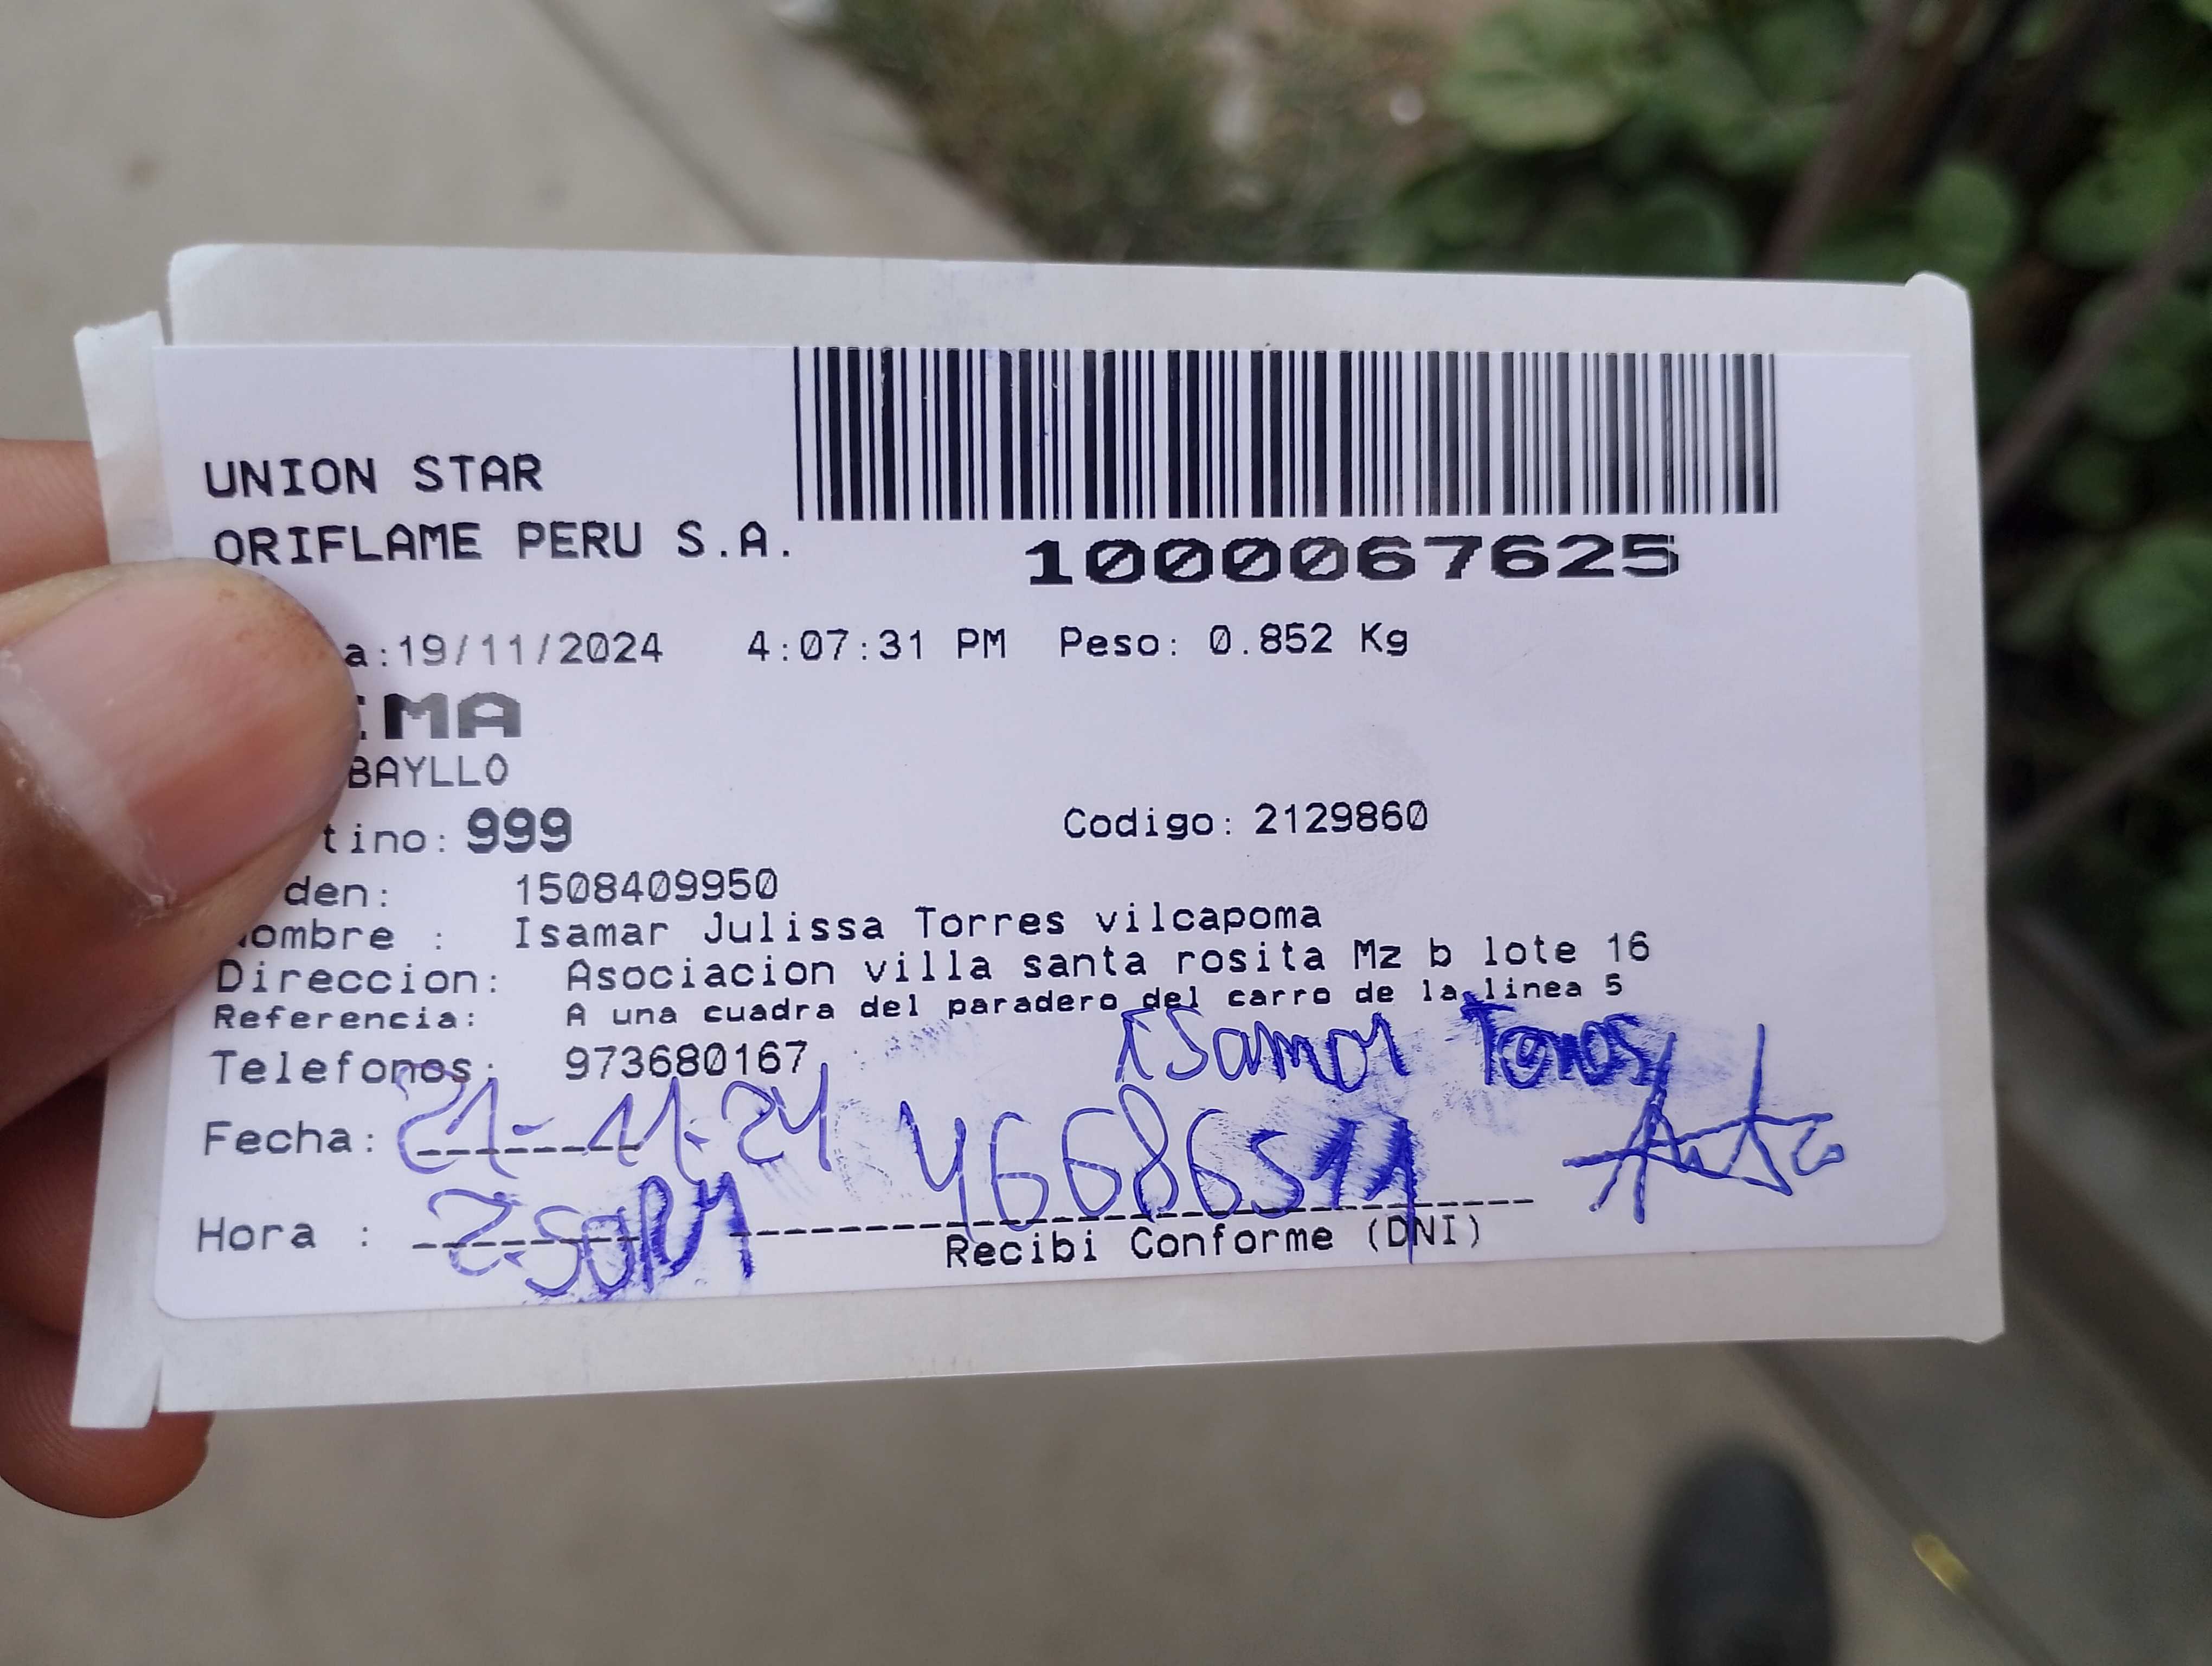 UNION STAR
ORIFLAME PERU S.A.
1000067625
a:19/11/2024 4:07:31 PM Peso: 0.852 Kg
EMA
BAYLLO
tino: 999 Codigo: 2129860
den: 1508409950
ombre : Isamar Julissa Torres vilcapoma
Direccion: Asociacion villa santa rosita Mz b lote 16
Referencia: A una cuadra del paradero del carro de la linea 5
Telefonos: 973680167 Isamar Torres
Fecha: 21-11-24 46686511
Hora : 2:50PM
Recibi Conforme (DNI)